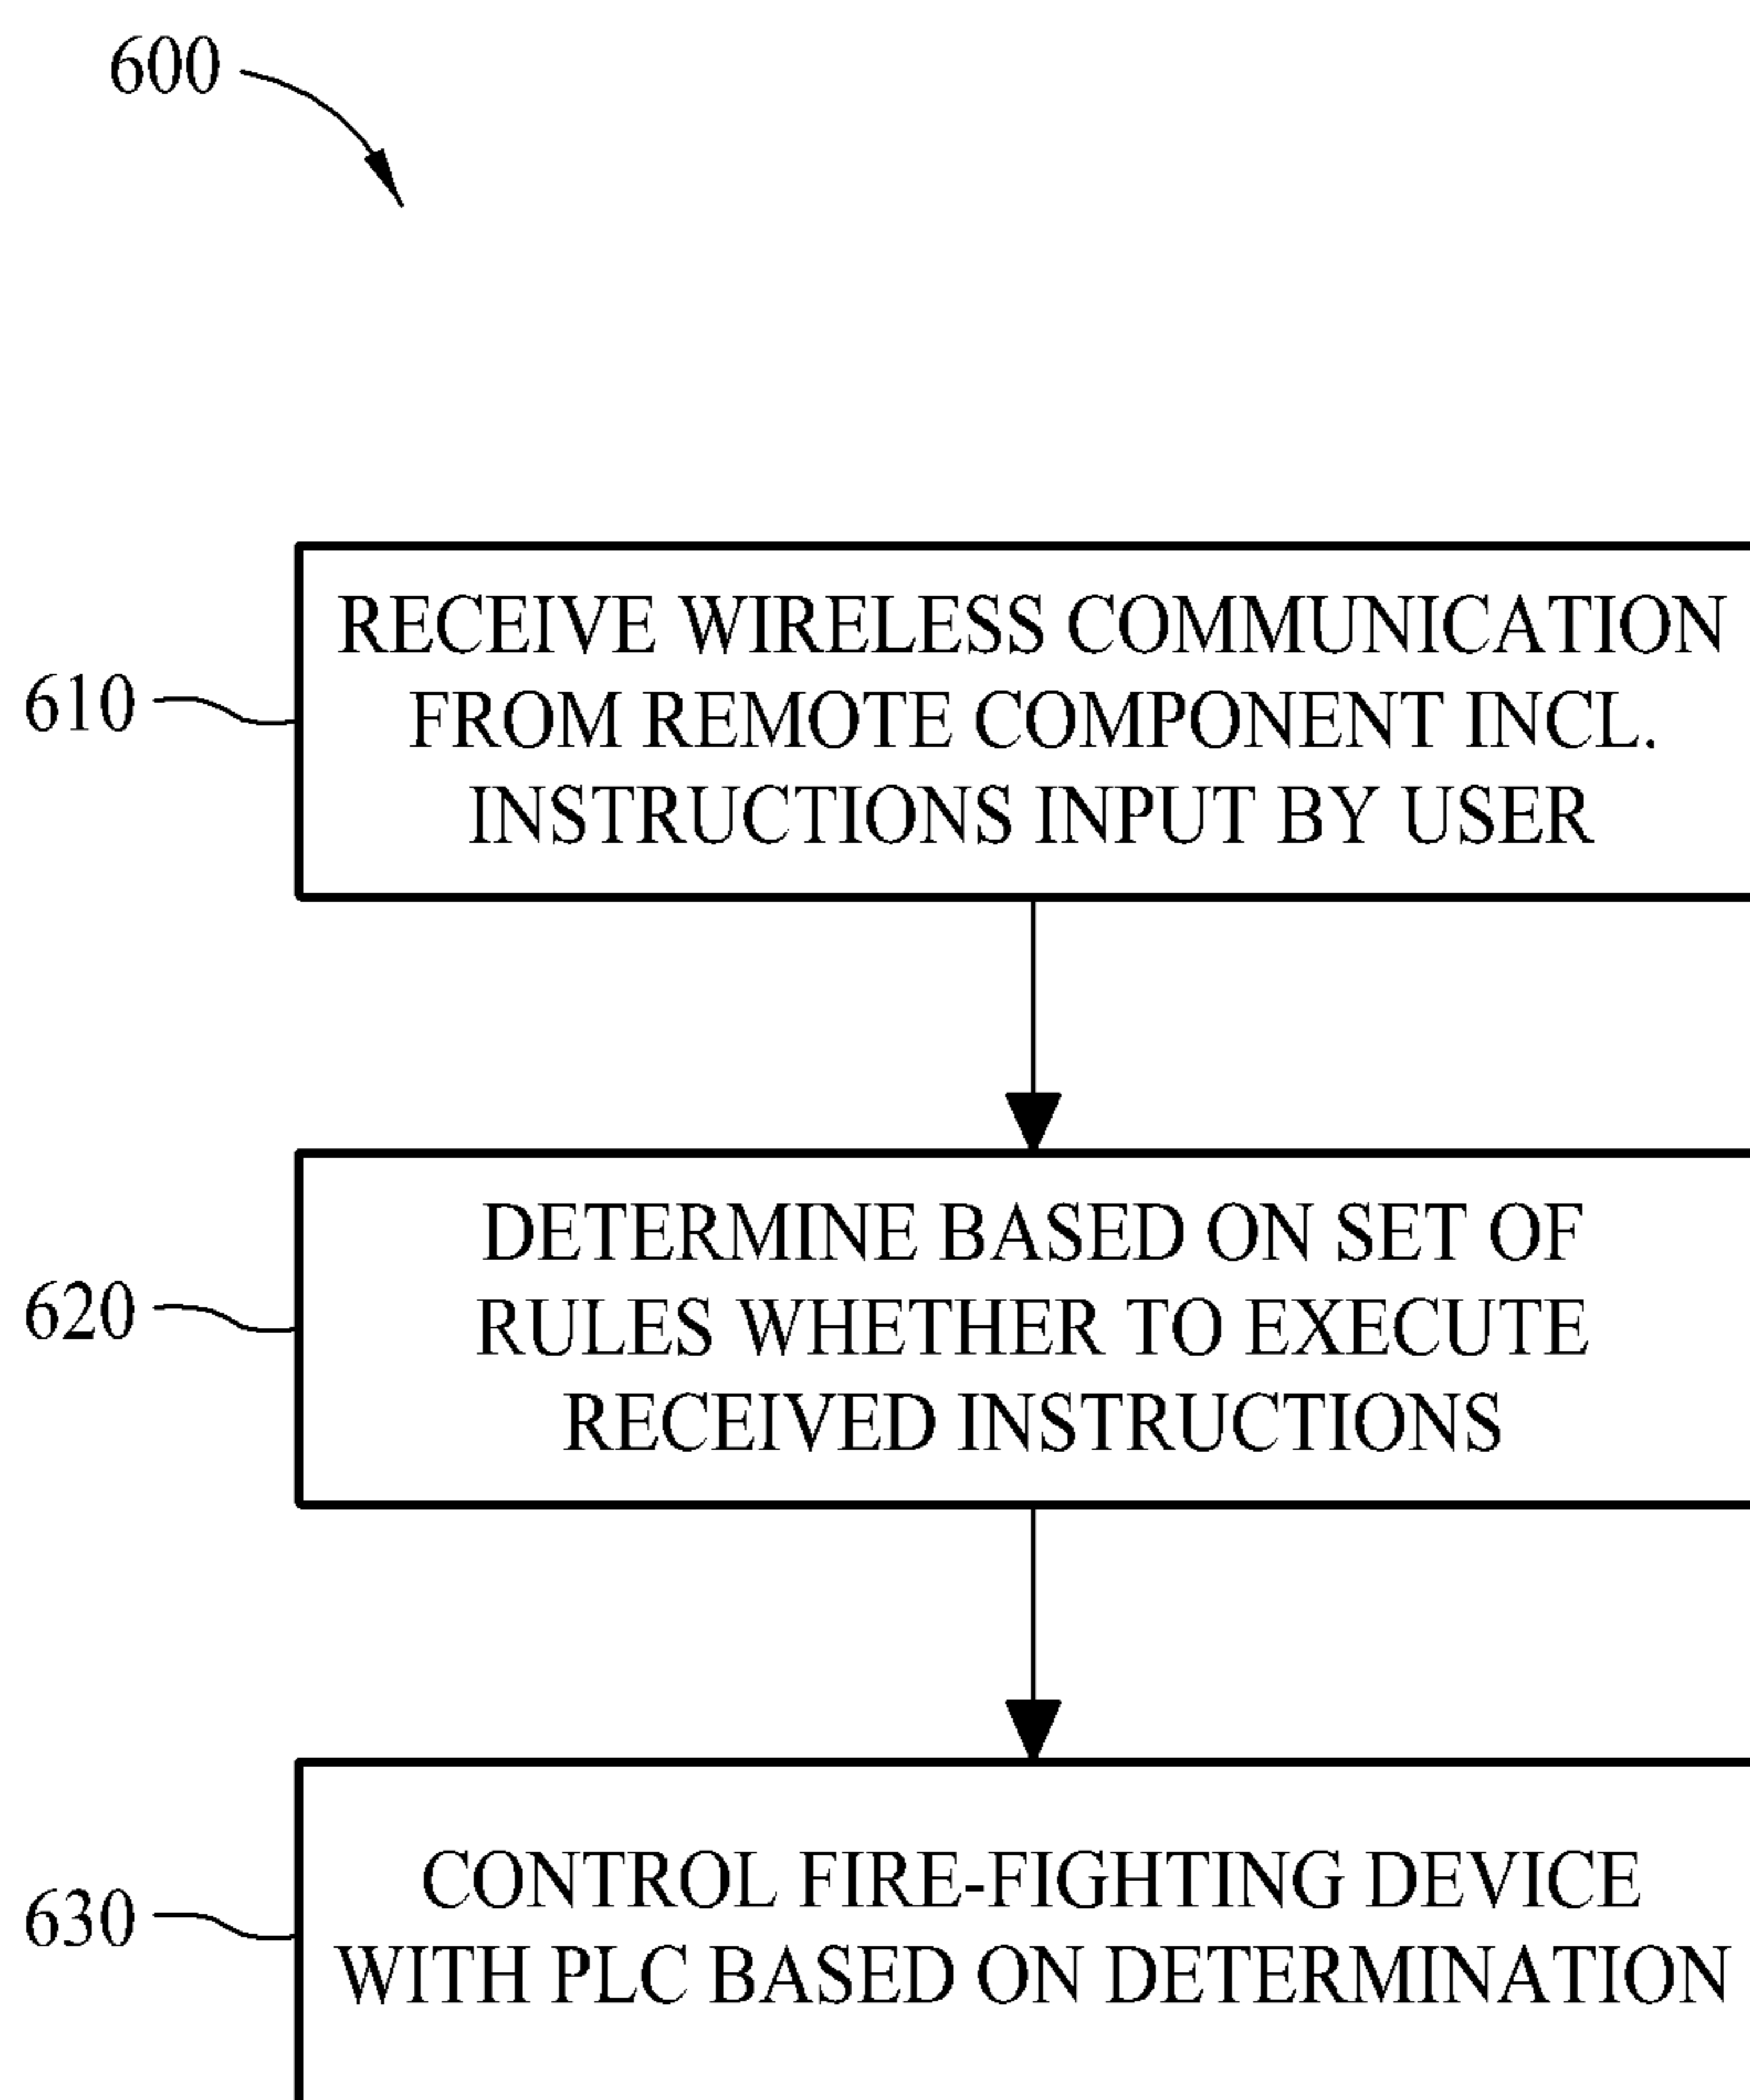 600
RECEIVE WIRELESS COMMUNICATION
FROM REMOTE COMPONENT INCL.
INSTRUCTIONS INPUT BY USER
610
DETERMINE BASED ON SET OF
RULES WHETHER TO EXECUTE
RECEIVED INSTRUCTIONS
620
CONTROL FIRE-FIGHTING DEVICE
WITH PLC BASED ON DETERMINATION
630